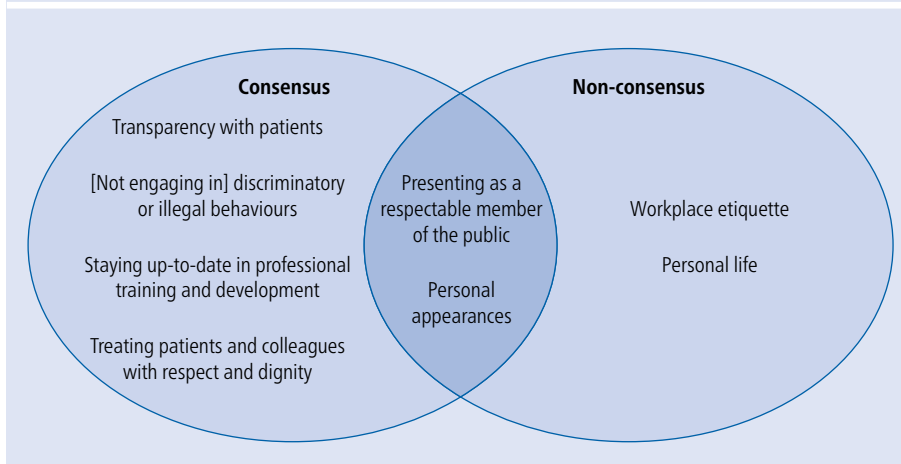 Consensus
Transparency with patients
[Not engaging in] discriminatory
or illegal behaviours
Staying up-to-date in professional
training and development
Treating patients and colleagues
with respect and dignity
Presenting as a
respectable member
of the public
Personal
appearances
Non-consensus
Workplace etiquette
Personal life